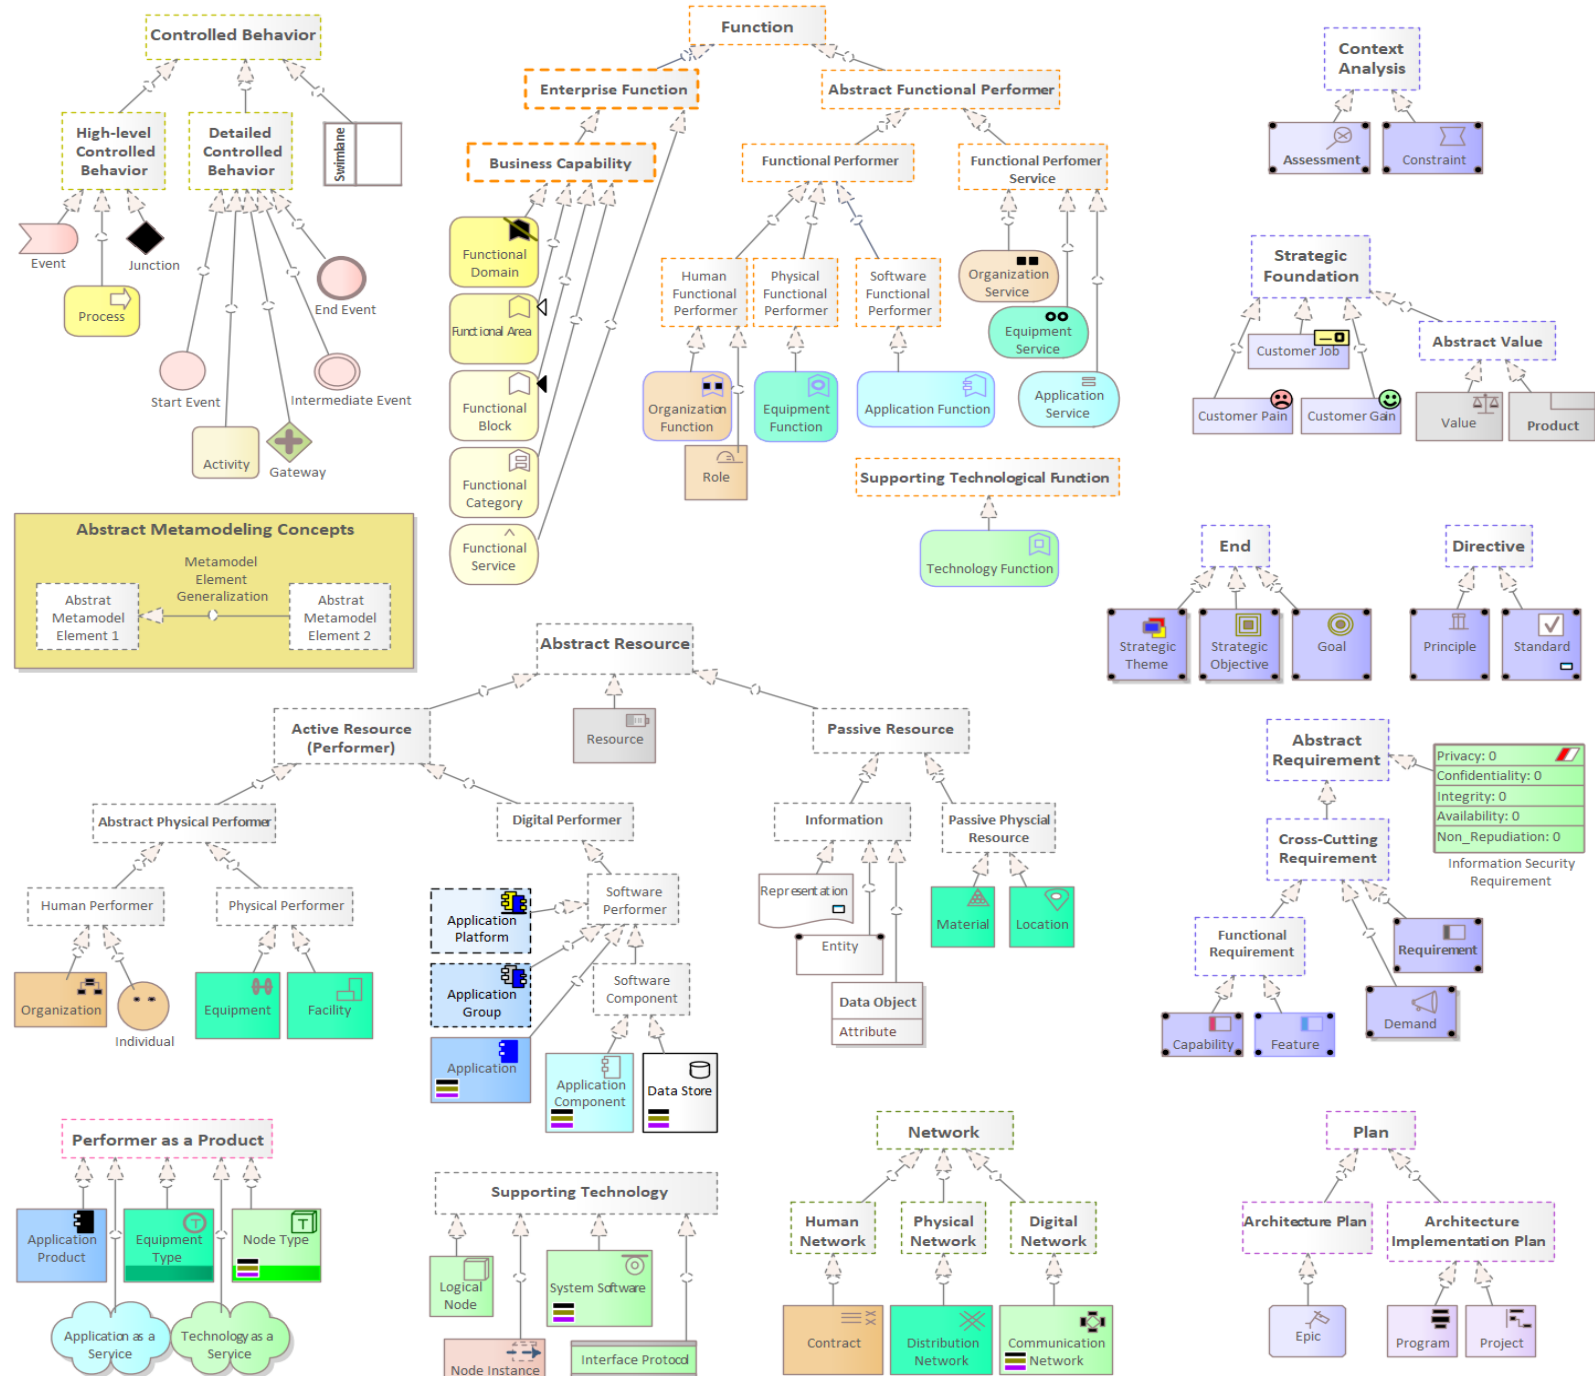 Controlled Behavior
High-level
Controlled
Behavior
Detailed
Controlled
Behavior
Swimlane
Event
Junction
Process
End Event
Start Event
Intermediate Event
Activity
Gateway
Function
Enterprise Function
Abstract Functional Performer
Business Capability
Functional Performer
Functional Perfomer
Service
Functional
Domain
Functional Area
Functional
Block
Functional
Category
Functional
Service
Human
Functional
Performer
Physical
Functional
Performer
Software
Functional
Performer
Organization
Service
Equipment
Service
Application
Service
Organization
Function
Equipment
Function
Application Function
Role
Supporting Technological Function
Technology Function
Context
Analysis
Assessment
Constraint
Strategic
Foundation
Customer Job
Abstract Value
Customer Pain
Customer Gain
Value
Product
Abstract Metamodeling Concepts
Metamodel
Element
Generalization
Abstrat
Metamodel
Element 1
Abstrat
Metamodel
Element 2
End
Strategic
Theme
Strategic
Objective
Goal
Directive
Principle
Standard
Abstract Resource
Active Resource
(Performer)
Resource
Passive Resource
Abstract Physical Performer
Digital Performer
Information
Passive Physcial
Resource
Human Performer
Physical Performer
Software
Performer
Application
Platform
Application
Group
Application
Software
Component
Application
Component
Data Store
Organization
Individual
Equipment
Facility
Representation
Entity
Data Object
Attribute
Material
Location
Abstract
Requirement
Privacy: 0
Confidentiality: 0
Integrity: 0
Availability: 0
Non_Repudiation: 0
Information Security
Requirement
Cross-Cutting
Requirement
Functional
Requirement
Requirement
Capability
Feature
Demand
Performer as a Product
Application
Product
Equipment
Type
T
Node Type
T
Application as a
Service
Technology as a
Service
Supporting Technology
Logical
Node
System Software
Node Instance
Interface Protocol
Network
Human
Network
Physical
Network
Digital
Network
Contract
Distribution
Network
Communication
Network
Plan
Architecture Plan
Architecture
Implementation Plan
Epic
Program
Project